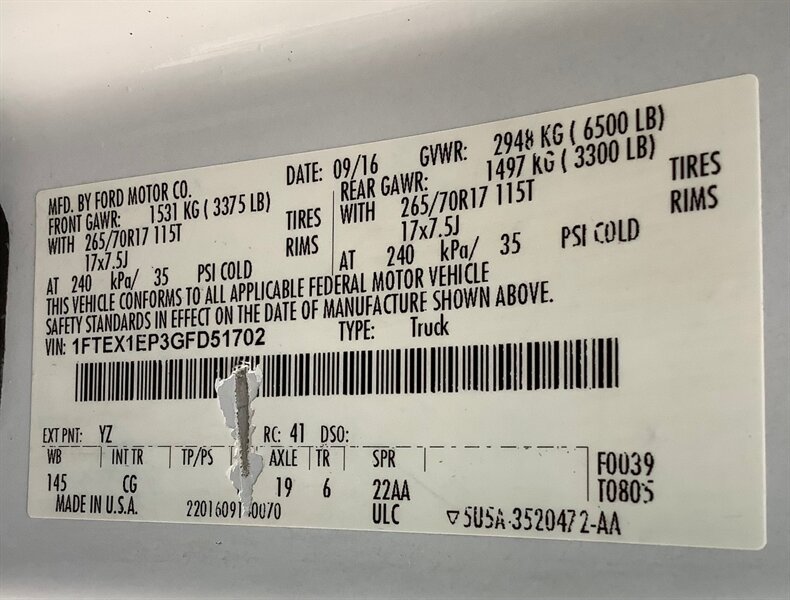 MFD. BY FORD MOTOR CO. DATE: 09/16 GVWR: 2948 KG ( 6500 LB)
FRONT GAWR: 1531 KG ( 3375 LB) REAR GAWR: 1497 KG ( 3300 LB)
WITH 265/70R17 115T TIRES WITH 265/70R17 115T TIRES
17x7.5J RIMS 17x7.5J RIMS
AT 240 kPa/ 35 PSI COLD AT 240 kPa/ 35 PSI COLD
THIS VEHICLE CONFORMS TO ALL APPLICABLE FEDERAL MOTOR VEHICLE
SAFETY STANDARDS IN EFFECT ON THE DATE OF MANUFACTURE SHOWN ABOVE.
VIN: 1FTEX1EP3GFD51702 TYPE: Truck
EXT PNT: YZ RC: 41 DSO:
WB INT TR TP/PS AXLE TR SPR F0039
145 CG 19 6 22AA T0805
MADE IN U.S.A. ULC ▽5U5A-3520472-AA